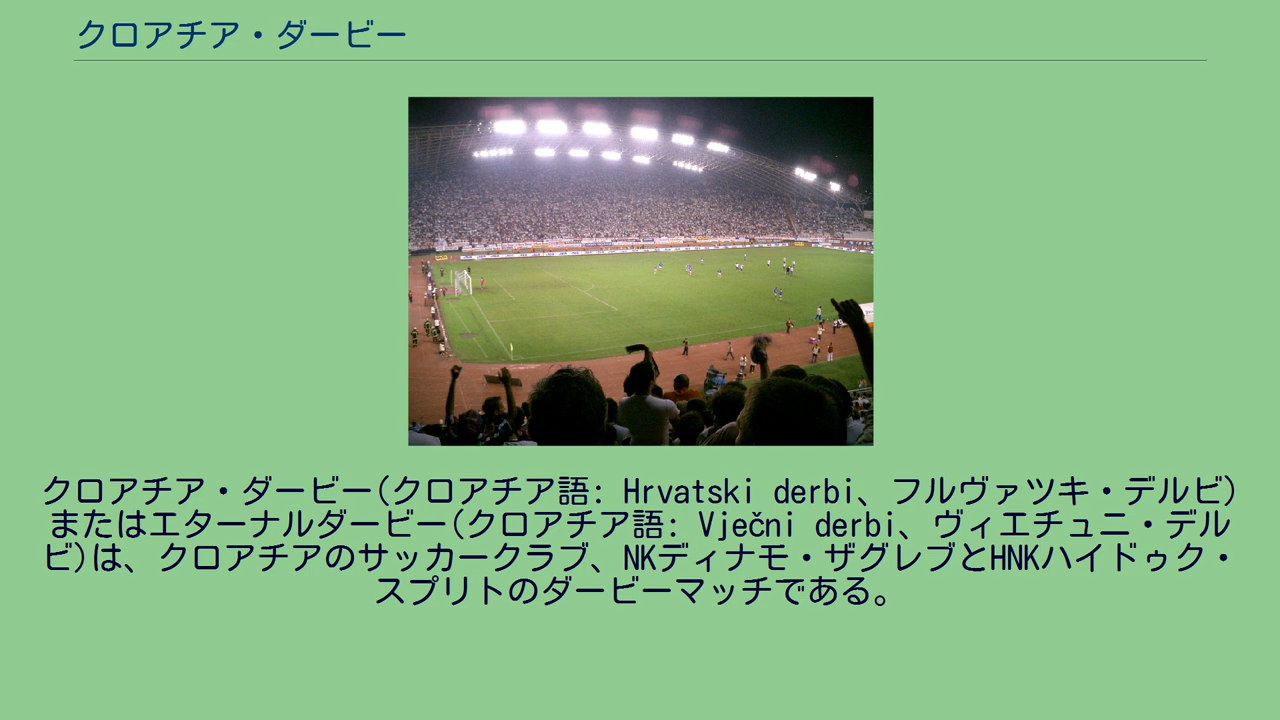 クロアチア・ダービー
クロアチア・ダービー(クロアチア語: Hrvatski derbi、フルヴァツキ・デルビ)
またはエターナルダービー(クロアチア語: Vječni derbi、ヴィエチュニ・デル
ビ)は、クロアチアのサッカークラブ、NKディナモ・ザグレブとHNKハイドゥク・
スプリトのダービーマッチである。